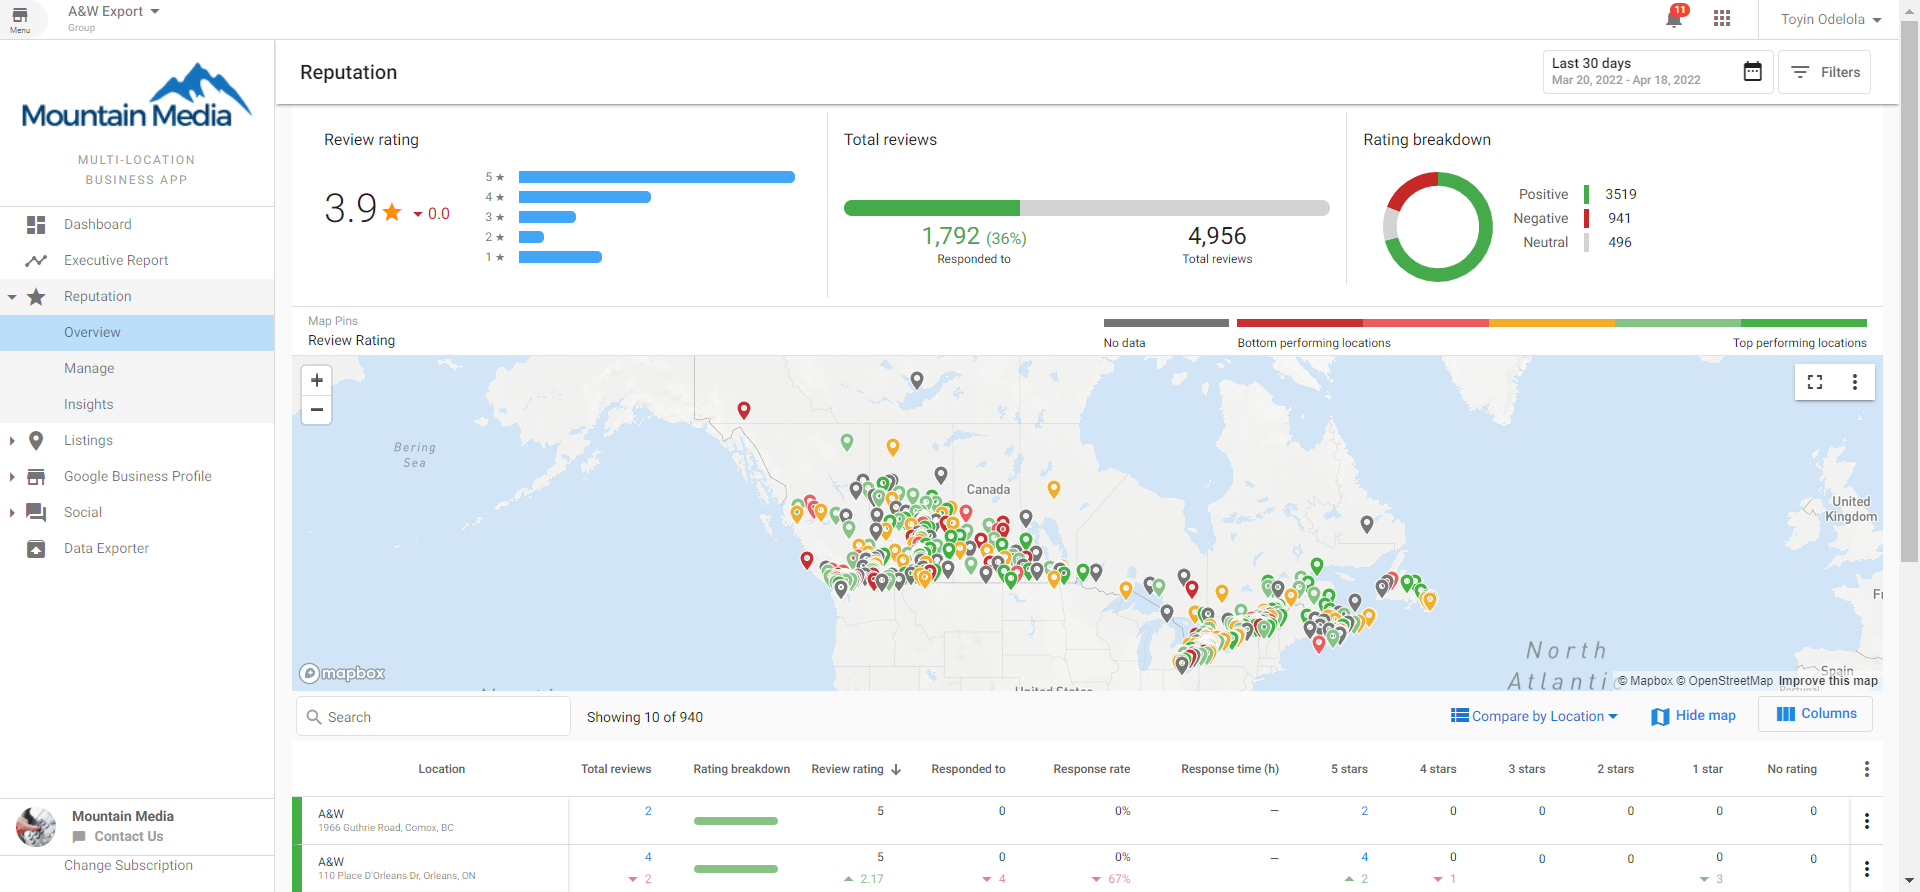 Menu
A&W Export
Group
11
Toyin Odelola
Mountain Media
MULTI-LOCATION
BUSINESS APP
Dashboard
Executive Report
Reputation
Overview
Manage
Insights
Listings
Google Business Profile
Social
Data Exporter
Mountain Media
Contact Us
Change Subscription
Reputation
Last 30 days
Mar 20, 2022 - Apr 18, 2022
Filters
Review rating
3.9 0.0
5 ★
4 ★
3 ★
2 ★
1 ★
Total reviews
1,792 (36%)
Responded to
4,956
Total reviews
Rating breakdown
Positive 3519
Negative 941
Neutral 496
Map Pins
Review Rating
No data
Bottom performing locations
Top performing locations
+
−
Bering
Sea
Canada
United
Kingdom
North
Atlantic
Spain
Portugal
United States
mapbox
© Mapbox © OpenStreetMap Improve this map
Search
Showing 10 of 940
Compare by Location
Hide map
Columns
Location Total reviews Rating breakdown Review rating Responded to Response rate Response time (h) 5 stars 4 stars 3 stars 2 stars 1 star No rating
A&W 2 5 0 0% – 2 0 0 0 0 0
1966 Guthrie Road, Comox, BC
A&W 4 5 0 0% – 4 0 0 0 0 0
110 Place D'Orleans Dr, Orleans, ON 2 2.17 4 67% 2 1 3